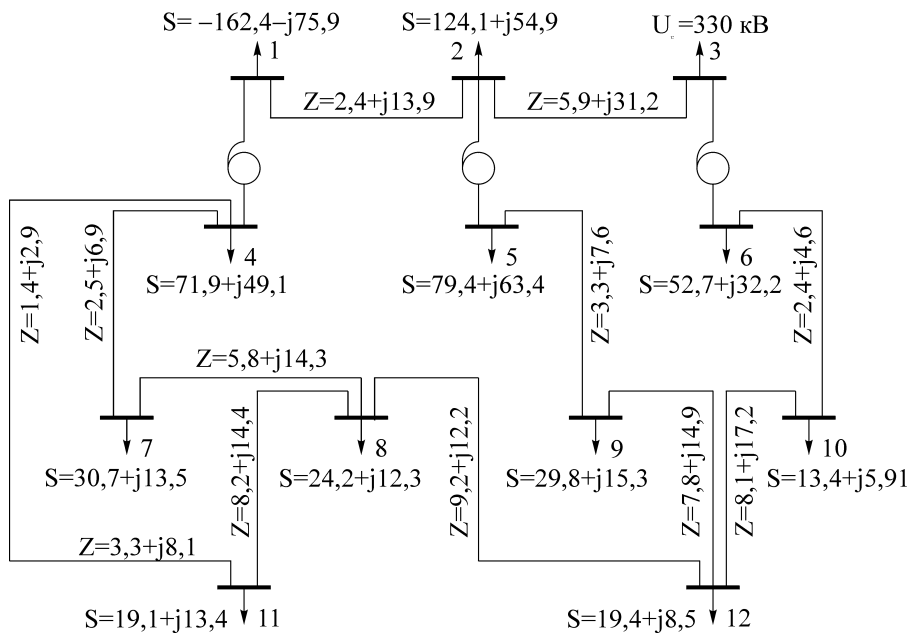 S= –162,4–j75,9
S=124,1+j54,9
U с =330 кВ
1
2
3
Z=2,4+j13,9
Z=5,9+j31,2
4
5
6
Z=1,4+j2,9
Z=2,5+j6,9
S=71,9+j49,1
S=79,4+j63,4
Z=3,3+j7,6
S=52,7+j32,2
Z=2,4+j4,6
Z=5,8+j14,3
7
8
9
10
S=30,7+j13,5
Z=8,2+j14,4
S=24,2+j12,3
Z=9,2+j12,2
S=29,8+j15,3
Z=7,8+j14,9
Z=8,1+j17,2
S=13,4+j5,91
Z=3,3+j8,1
S=19,1+j13,4
11
S=19,4+j8,5
12